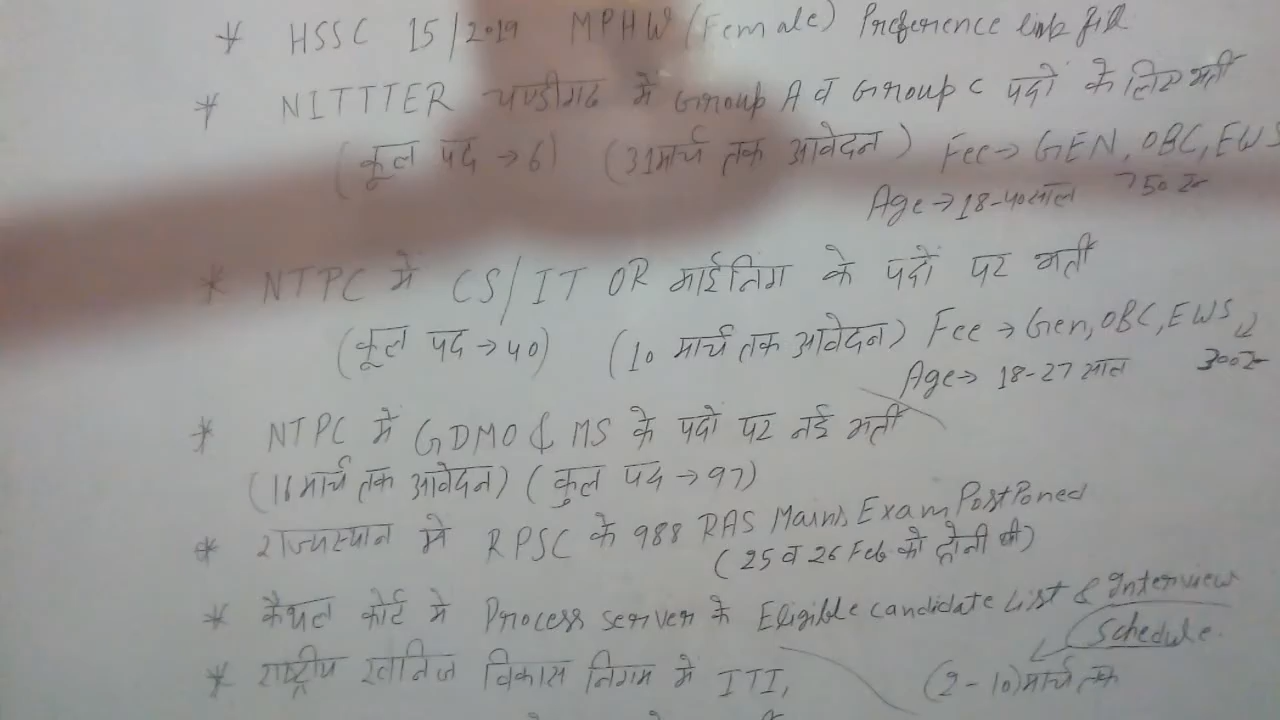 * HSSC 15/2019 MPHW (Female) Preference link fill
* NITTTER चण्डीगढ में Group A व Group C पदों के लिए भर्ती
(कूल पद → 6) (31मार्च तक आवेदन) Fee → GEN, OBC, EWS
Age → 18-40साल 750 रु
* NTPC में CS/IT OR माईनिंग के पदों पर भर्ती
(कूल पद → 40) (10 मार्च तक आवेदन) Fee → Gen, OBC, EWS
Age → 18-27 साल 300रु
* NTPC में GDMO & MS के पदो पर नई भर्ती
(16मार्च तक आवेदन) (कुल पद → 97)
* राज्यस्थान मे RPSC के 988 RAS Mains Exam PostPoned
(25 व 26 Feb को होनी थी)
* कैथल कोर्ट मे Process server के Eligible candidate List & Interview
Schedule
* राष्ट्रीय खनिज विकास निगम मे ITI, (2-10)मार्च तक